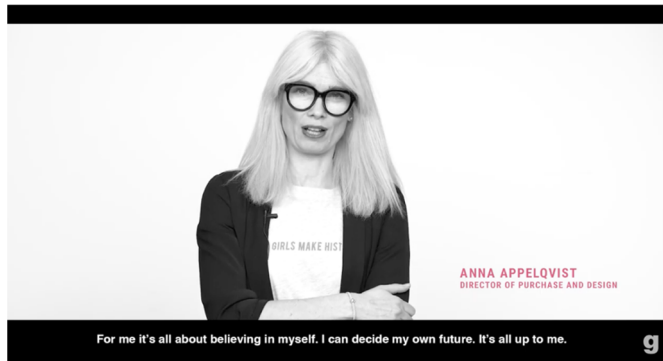 GIRLS MAKE HIST
ANNA APPELQVIST
DIRECTOR OF PURCHASE AND DESIGN
For me it's all about believing in myself. I can decide my own future. It's all up to me.
g